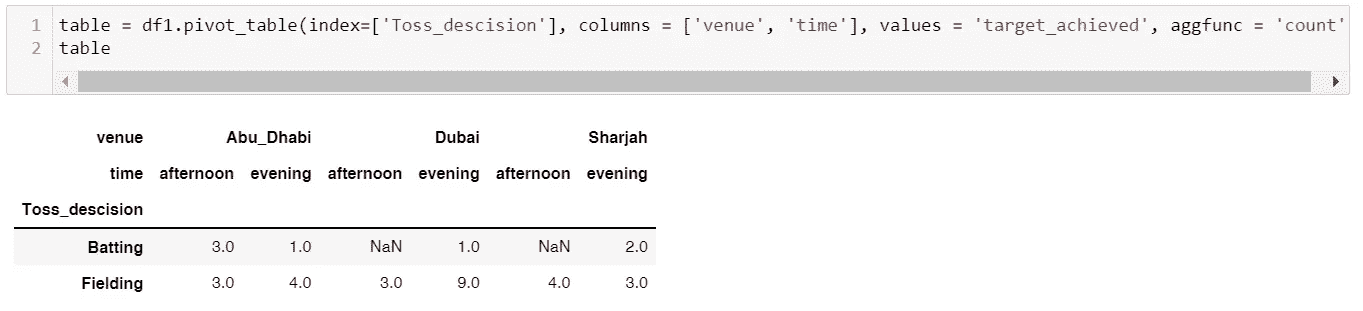 1 table = df1.pivot_table(index=['Toss_descision'], columns = ['venue', 'time'], values = 'target_achieved', aggfunc = 'count'
2 table
venue Abu_Dhabi Dubai Sharjah
time afternoon evening afternoon evening afternoon evening
Toss_descision
Batting 3.0 1.0 NaN 1.0 NaN 2.0
Fielding 3.0 4.0 3.0 9.0 4.0 3.0